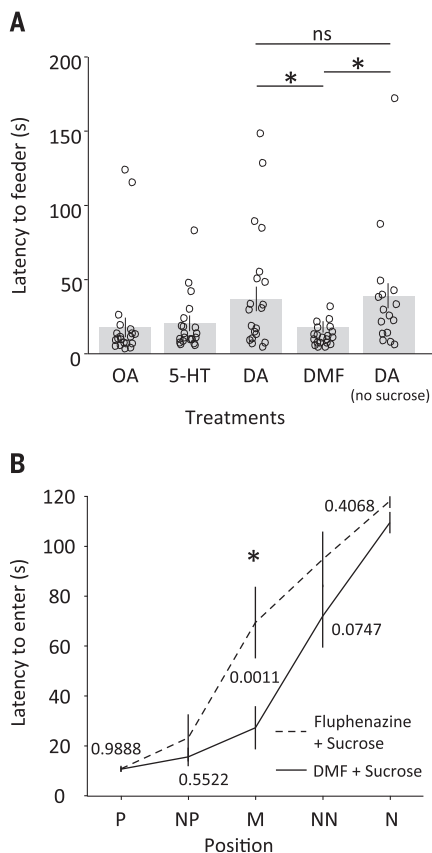 A
ns
*
*
200
150
100
50
0
Latency to feeder (s)
OA 5-HT DA DMF DA
(no sucrose)
Treatments
B
120
100
80
60
40
20
0
Latency to enter (s)
0.4068
*
0.0747
0.0011
0.9888
0.5522
Fluphenazine
+ Sucrose
DMF + Sucrose
P NP M NN N
Position